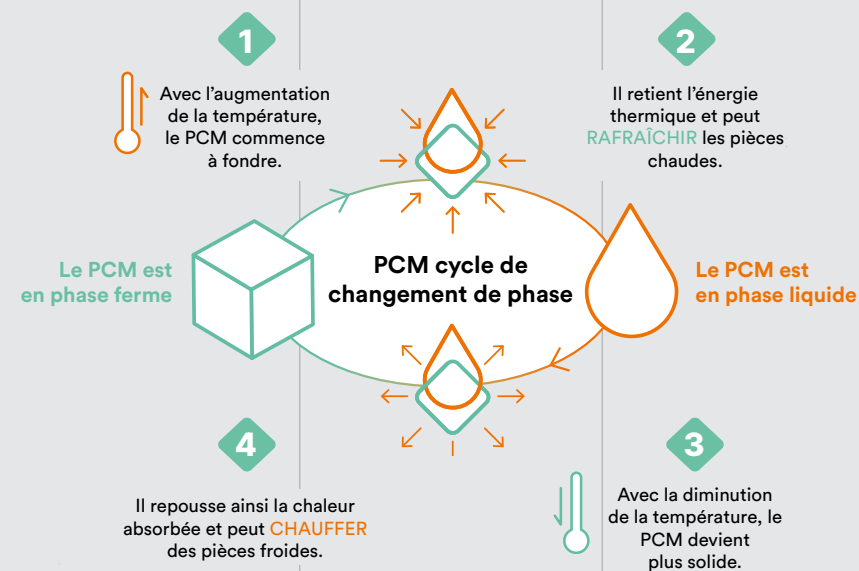 1
Avec l’augmentation
de la température,
le PCM commence
à fondre.
2
Il retient l’énergie
thermique et peut
RAFRAÎCHIR les pièces
chaudes.
Le PCM est
en phase ferme
PCM cycle de
changement de phase
Le PCM est
en phase liquide
4
Il repousse ainsi la chaleur
absorbée et peut CHAUFFER
des pièces froides.
3
Avec la diminution
de la température, le
PCM devient
plus solide.